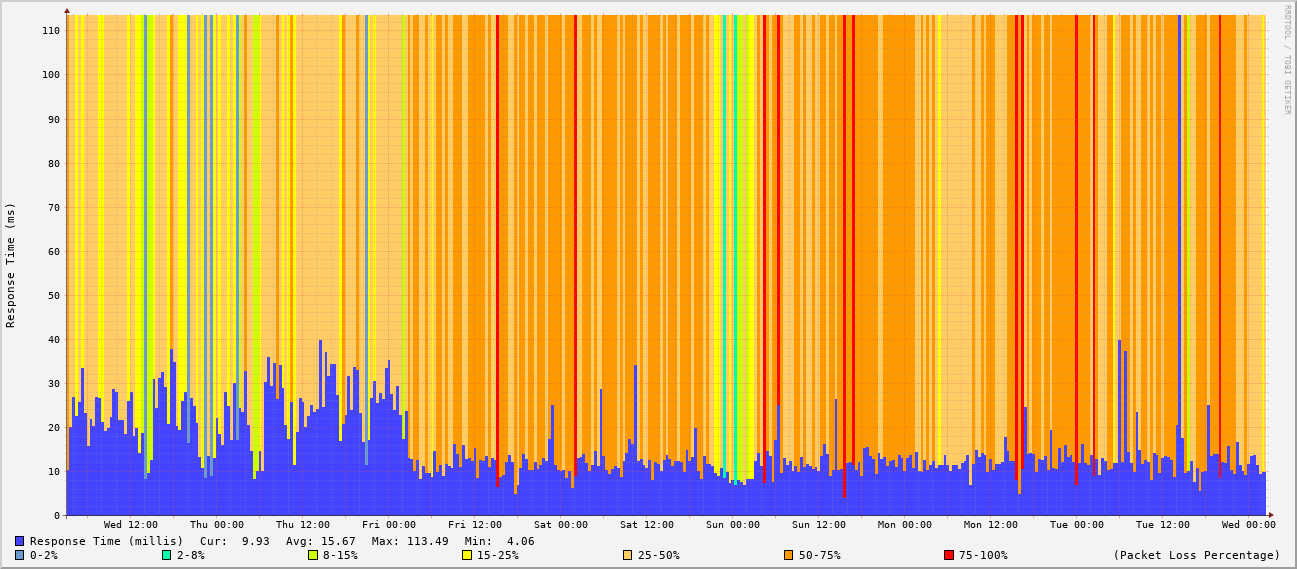 RRDTOOL / TOBI OETIKER
Response Time (ms)
110
100
90
80
70
60
50
40
30
20
10
0
Wed 12:00 Thu 00:00 Thu 12:00 Fri 00:00 Fri 12:00 Sat 00:00 Sat 12:00 Sun 00:00 Sun 12:00 Mon 00:00 Mon 12:00 Tue 00:00 Tue 12:00 Wed 00:00
Response Time (millis) Cur: 9.93 Avg: 15.67 Max: 113.49 Min: 4.06
0-2% 2-8% 8-15% 15-25% 25-50% 50-75% 75-100% (Packet Loss Percentage)